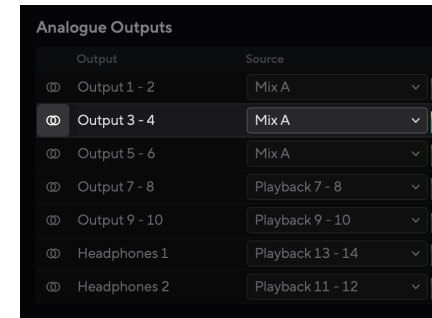 Analogue Outputs
Output Source
Output 1 - 2 Mix A
Output 3 - 4 Mix A
Output 5 - 6 Mix A
Output 7 - 8 Playback 7 - 8
Output 9 - 10 Playback 9 - 10
Headphones 1 Playback 13 - 14
Headphones 2 Playback 11 - 12